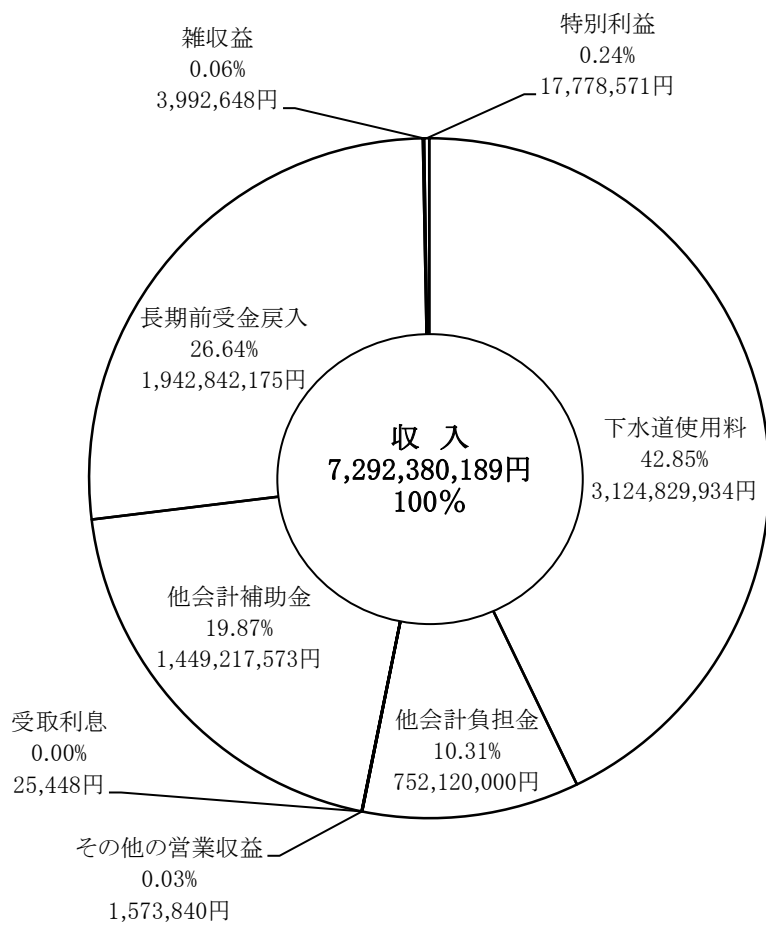 雑収益
0.06%
3,992,648円
特別利益
0.24%
17,778,571円
長期前受金戻入
26.64%
1,942,842,175円
収 入
7,292,380,189円
100%
下水道使用料
42.85%
3,124,829,934円
他会計補助金
19.87%
1,449,217,573円
他会計負担金
10.31%
752,120,000円
受取利息
0.00%
25,448円
その他の営業収益
0.03%
1,573,840円